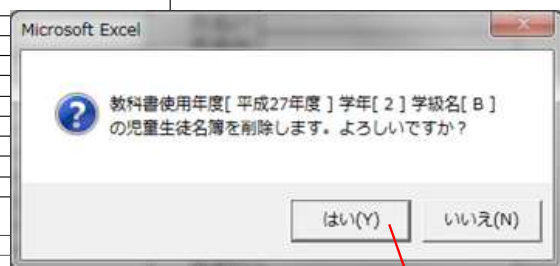 Microsoft Excel
教科書使用年度[ 平成27年度 ] 学年[ 2 ] 学級名[ B ]
の児童生徒名簿を削除します。よろしいですか？
はい(Y)
いいえ(N)